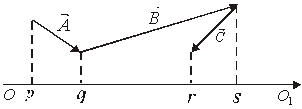 A⃗ B⃗ C⃗
O p q r s O₁